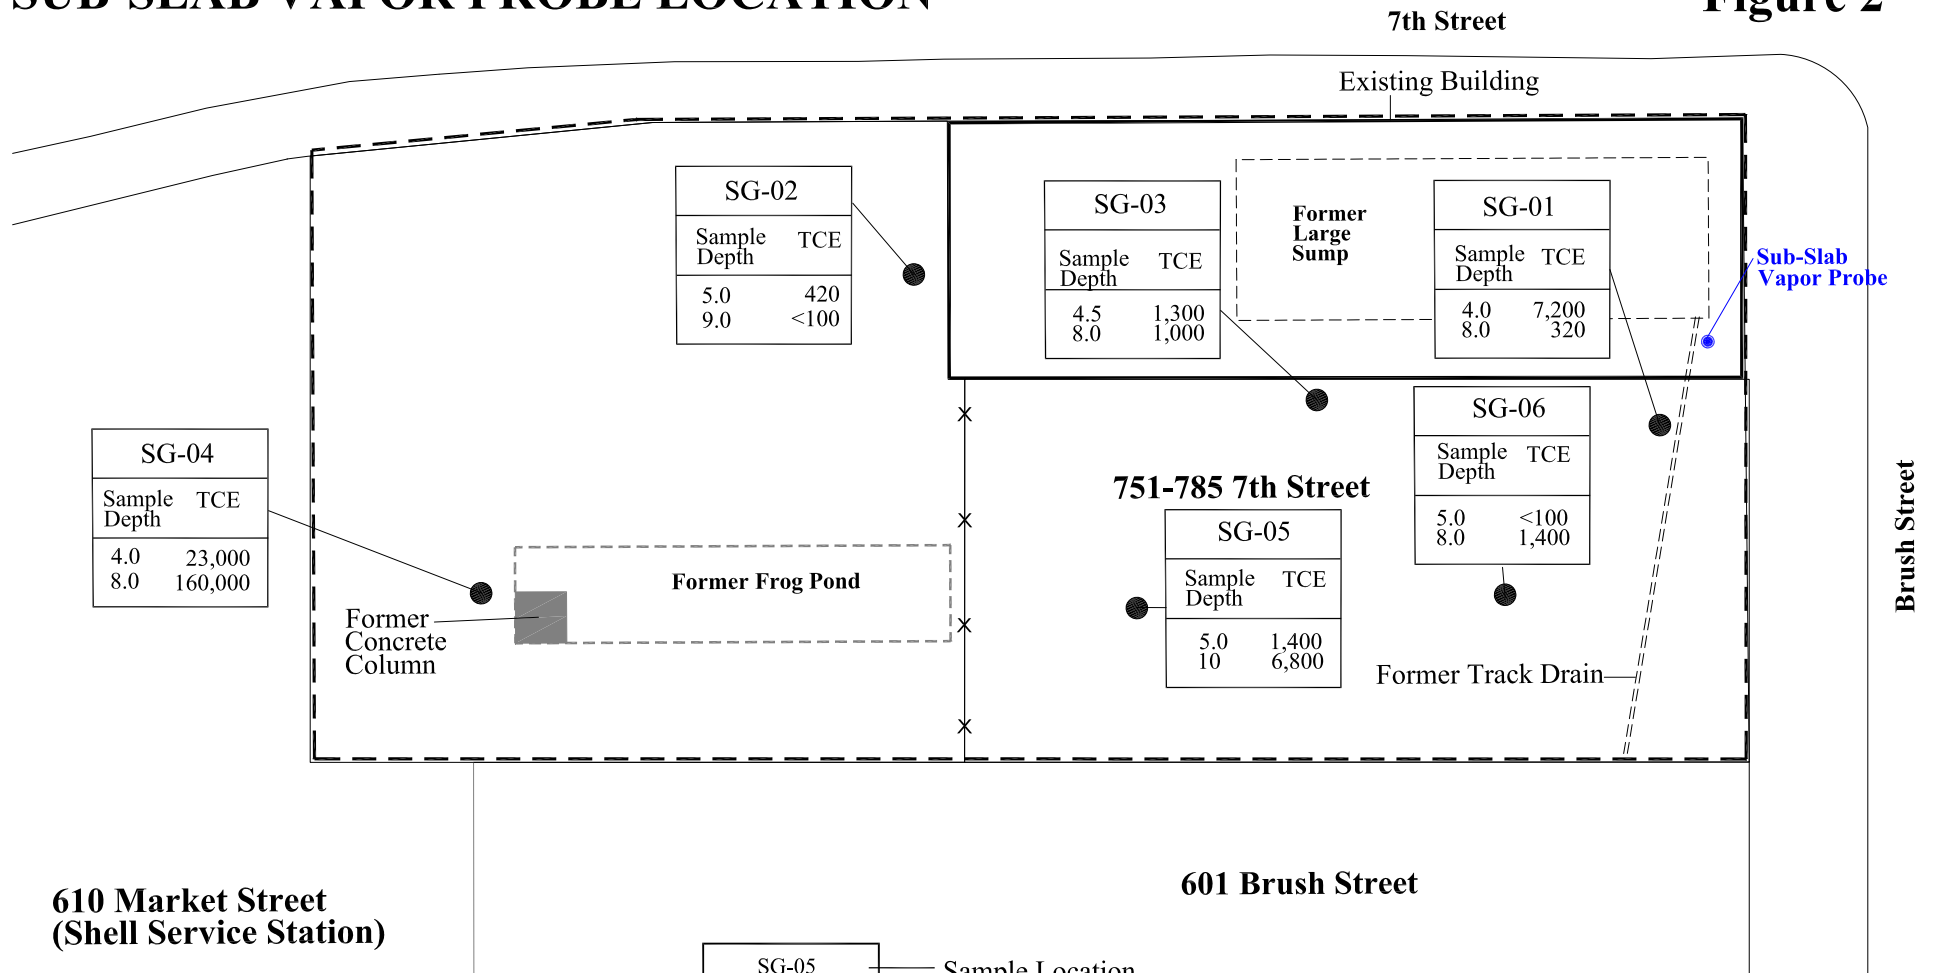 SUB-SLAB VAPOR PROBE LOCATION
Figure 2
7th Street
Existing Building
SG-02
Sample Depth TCE
5.0 420
9.0 <100
SG-03
Sample Depth TCE
4.5 1,300
8.0 1,000
Former
Large
Sump
SG-01
Sample Depth TCE
4.0 7,200
8.0 320
Sub-Slab
Vapor Probe
SG-04
Sample Depth TCE
4.0 23,000
8.0 160,000
SG-06
Sample Depth TCE
5.0 <100
8.0 1,400
751-785 7th Street
SG-05
Sample Depth TCE
5.0 1,400
10 6,800
Former Frog Pond
Former
Concrete
Column
Former Track Drain
Brush Street
X
X
X
X
610 Market Street
(Shell Service Station)
601 Brush Street
SG-05
Sample Location